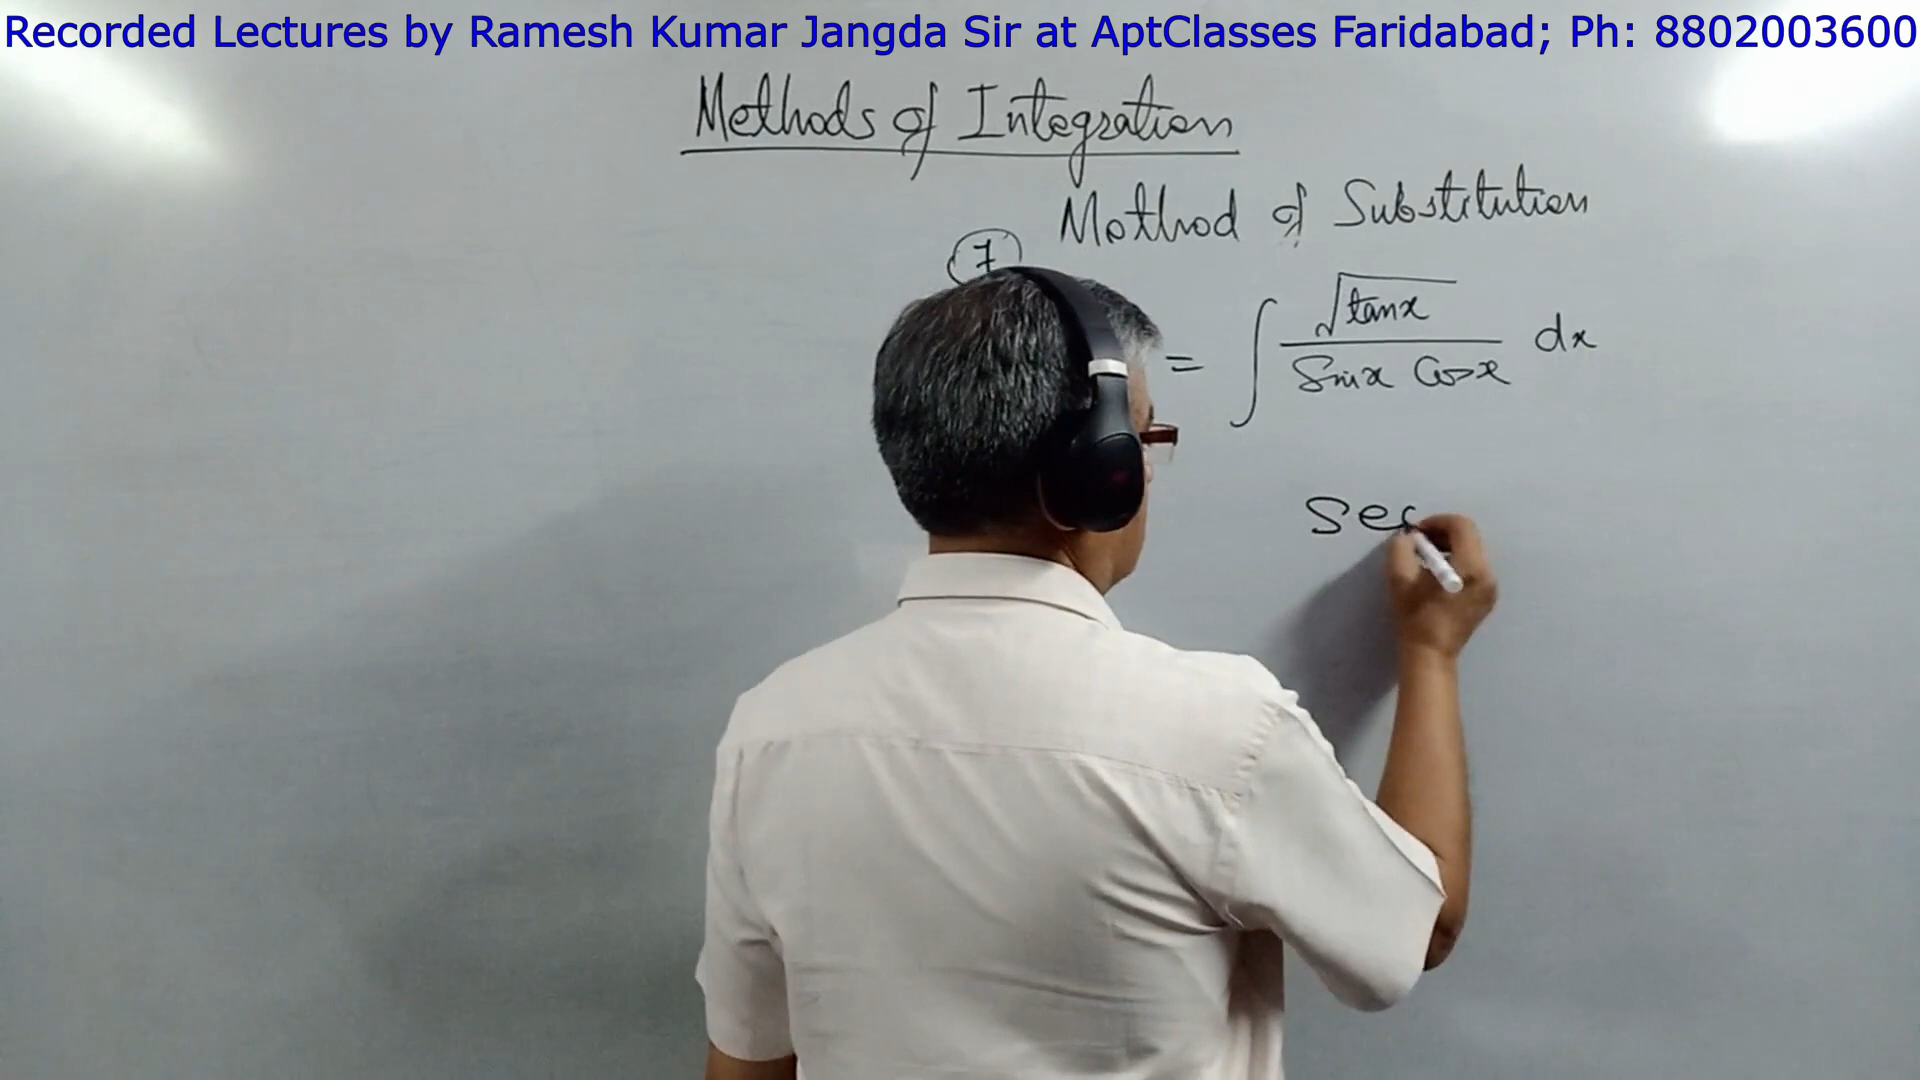 Recorded Lectures by Ramesh Kumar Jangda Sir at AptClasses Faridabad; Ph: 8802003600
Methods of Integration
Method of Substitution
7
= ∫ √tanx / Sinx Cosx dx
sec